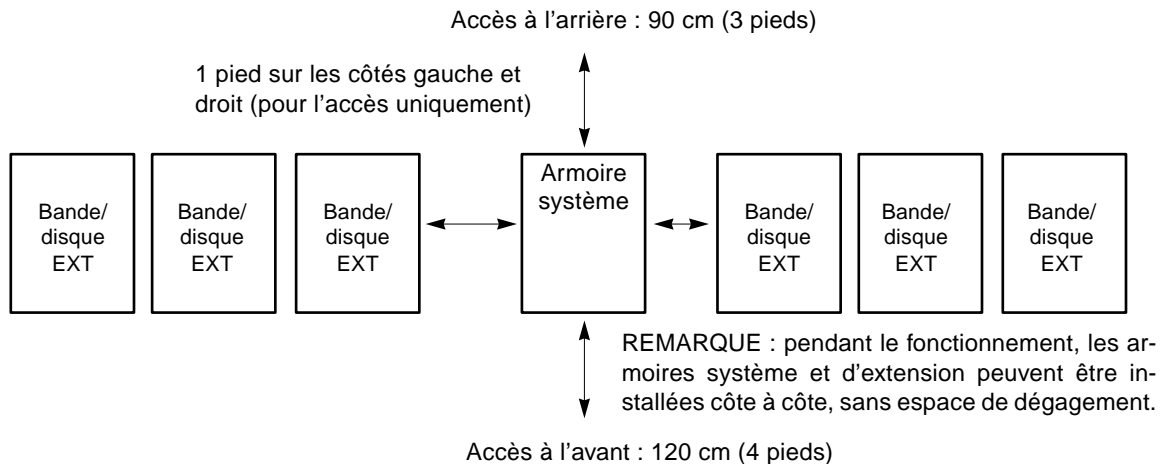 Accès à l'arrière : 90 cm (3 pieds)
1 pied sur les côtés gauche et
droit (pour l'accès uniquement)
Bande/
disque
EXT
Bande/
disque
EXT
Bande/
disque
EXT
Armoire
système
Bande/
disque
EXT
Bande/
disque
EXT
Bande/
disque
EXT
REMARQUE : pendant le fonctionnement, les ar-
moires système et d'extension peuvent être in-
stallées côte à côte, sans espace de dégagement.
Accès à l'avant : 120 cm (4 pieds)